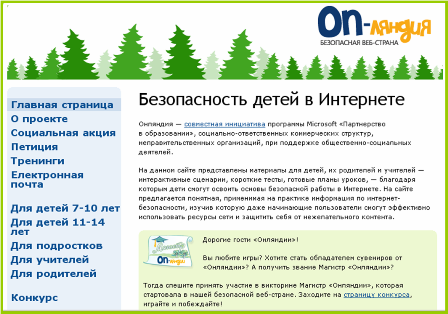 on-ляндия
БЕЗОПАСНАЯ ВЕБ-СТРАНА
Главная страница
О проекте
Социальная акция
Петиция
Тренинги
Електронная
почта
Для детей 7-10 лет
Для детей 11-14
лет
Для подростков
Для учителей
Для родителей
Конкурс
Безопасность детей в Интернете
Онляндия — совместная инициатива программы Microsoft «Партнерство
в образовании», социально-ответственных коммерческих структур,
неправительственных организаций, при поддержке общественно-социальных
деятелей.
На данном сайте представлены материалы для детей, их родителей и учителей —
интерактивные сценарии, короткие тесты, готовые планы уроков, — благодаря
которым дети смогут освоить основы безопасной работы в Интернете. На сайте
предлагается понятная, привязанная на практике информация по интернет-
безопасности, изучив которую даже начинающие пользователи смогут эффективно
использовать ресурсы сети и защитить себя от нежелательного контента.
on-ляндия
Дорогие гости «Онляндии»!
Вы любите игры? Хотите стать обладателем сувениров от
«Онляндии»? А получить звание Магистр «Онляндии»?
Тогда спешите принять участие в викторине Магистр «Онляндии», которая
стартовала в нашей безопасной веб-стране. Заходите на страницу конкурса,
играйте и побеждайте!